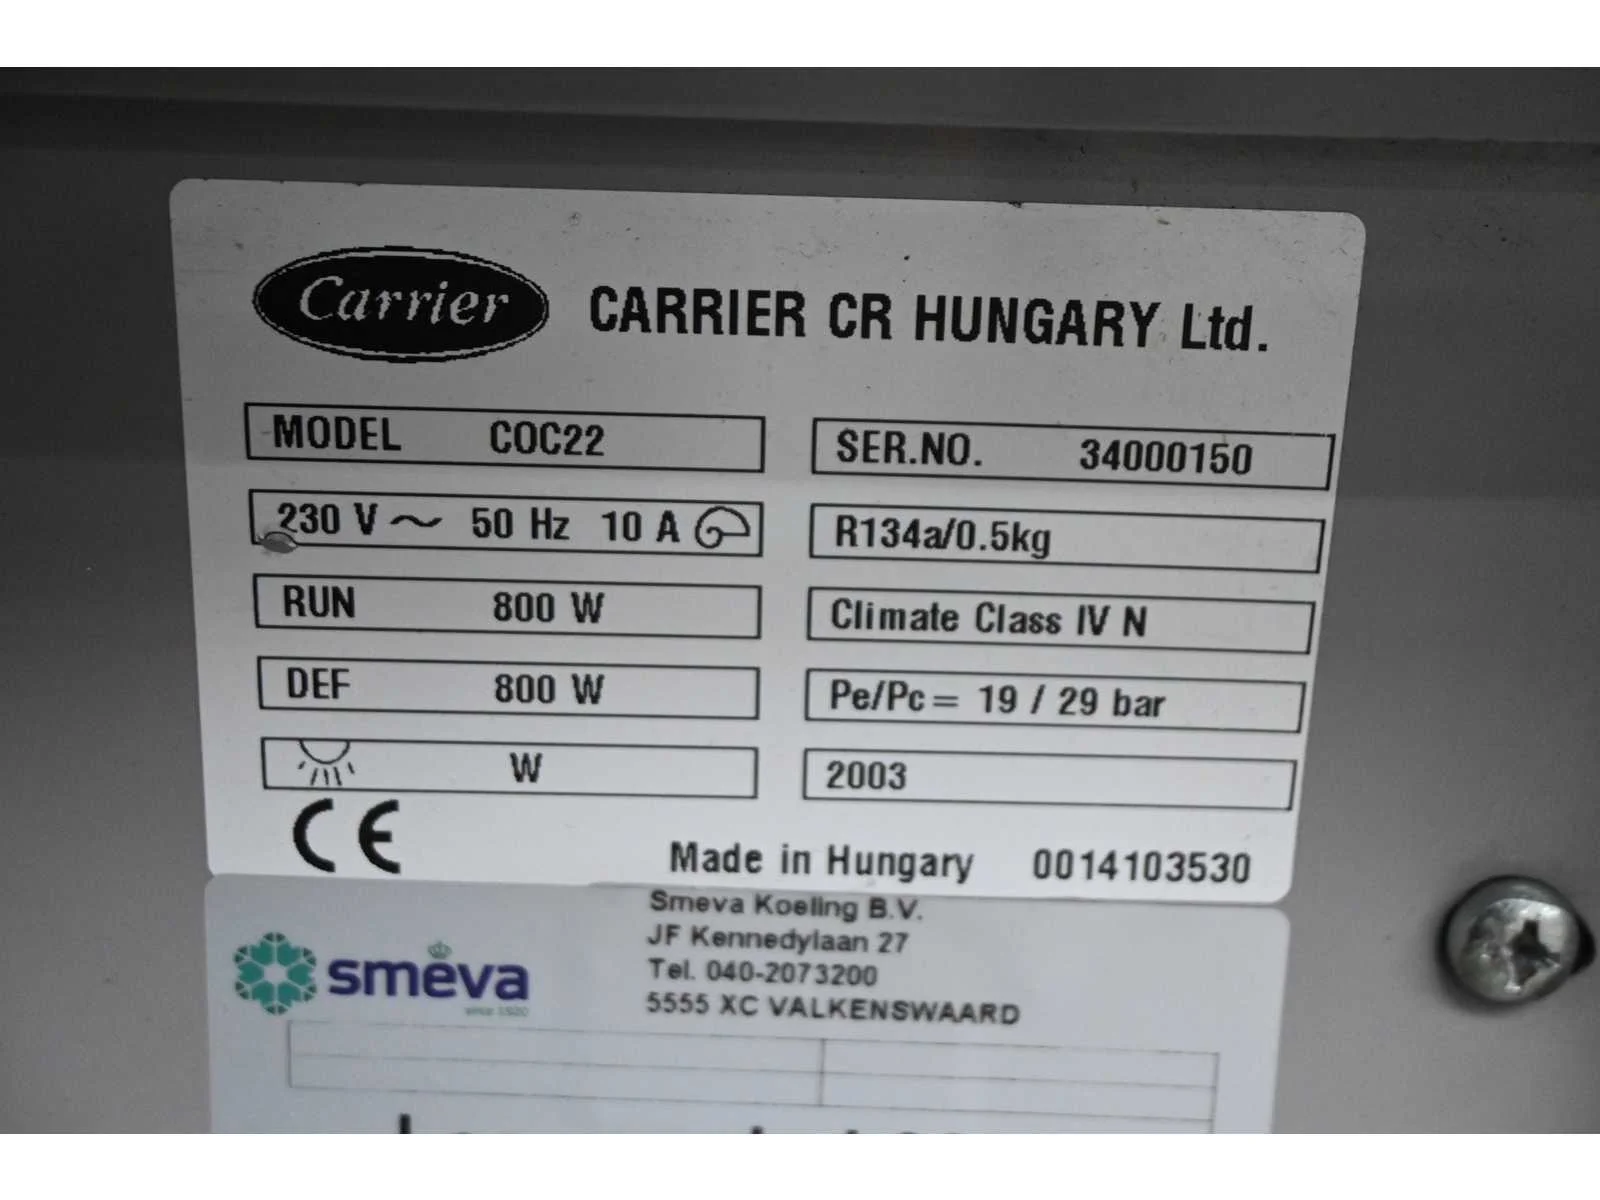 Carrier CARRIER CR HUNGARY Ltd.
MODEL COC22 SER.NO. 34000150
230 V ~ 50 Hz 10 A R134a/0.5kg
RUN 800 W Climate Class IV N
DEF 800 W Pe/Pc = 19 / 29 bar
W 2003
CE Made in Hungary 0014103530
Smeva Koeling B.V.
JF Kennedylaan 27
smeva Tel. 040-2073200
since 1920 5555 XC VALKENSWAARD